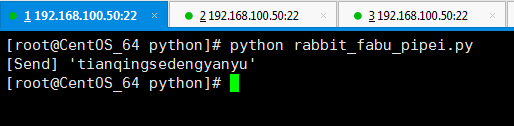 1 192.168.100.50:22 × 2 192.168.100.50:22 × 3 192.168.100.50:22 ×
[root@CentOS_64 python]# python rabbit_fabu_pipei.py
[Send] 'tianqingsedengyanyu'
[root@CentOS_64 python]#